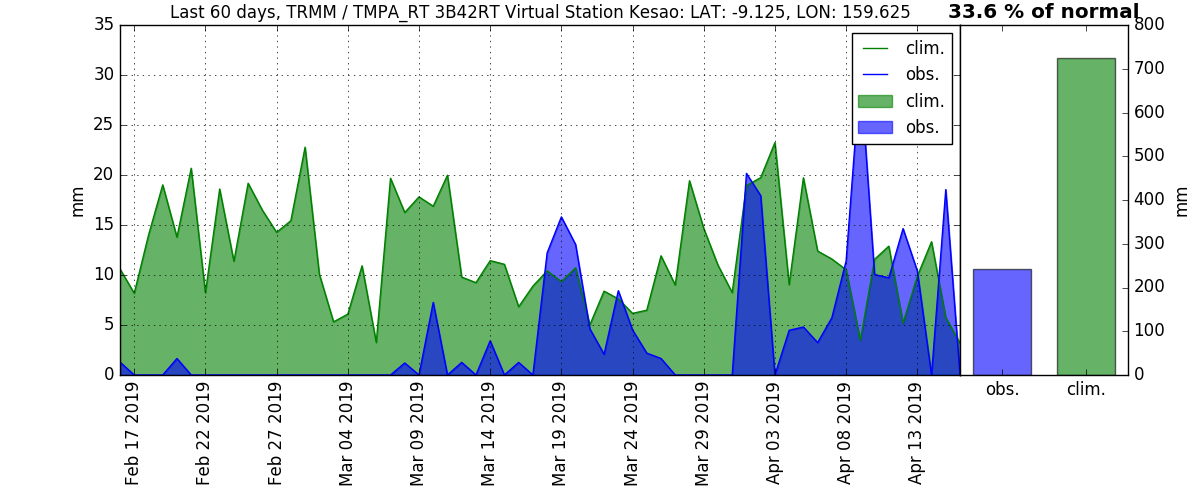 Last 60 days, TRMM / TMPA_RT 3B42RT Virtual Station Kesao: LAT: -9.125, LON: 159.625
33.6 % of normal
35
30
25
20
15
10
5
0
mm
clim.
obs.
clim.
obs.
Feb 17 2019
Feb 22 2019
Feb 27 2019
Mar 04 2019
Mar 09 2019
Mar 14 2019
Mar 19 2019
Mar 24 2019
Mar 29 2019
Apr 03 2019
Apr 08 2019
Apr 13 2019
800
700
600
500
400
300
200
100
0
mm
obs.
clim.